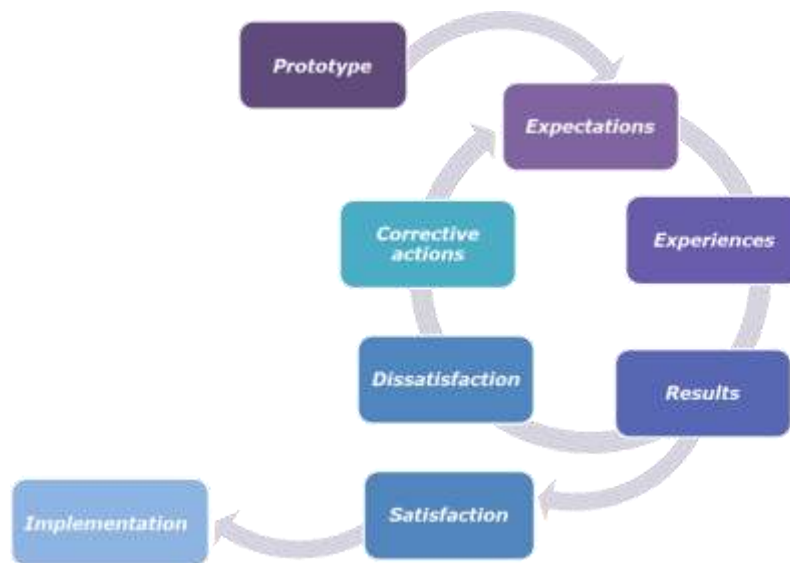 Prototype
Expectations
Experiences
Corrective
actions
Dissatisfaction
Results
Satisfaction
Implementation